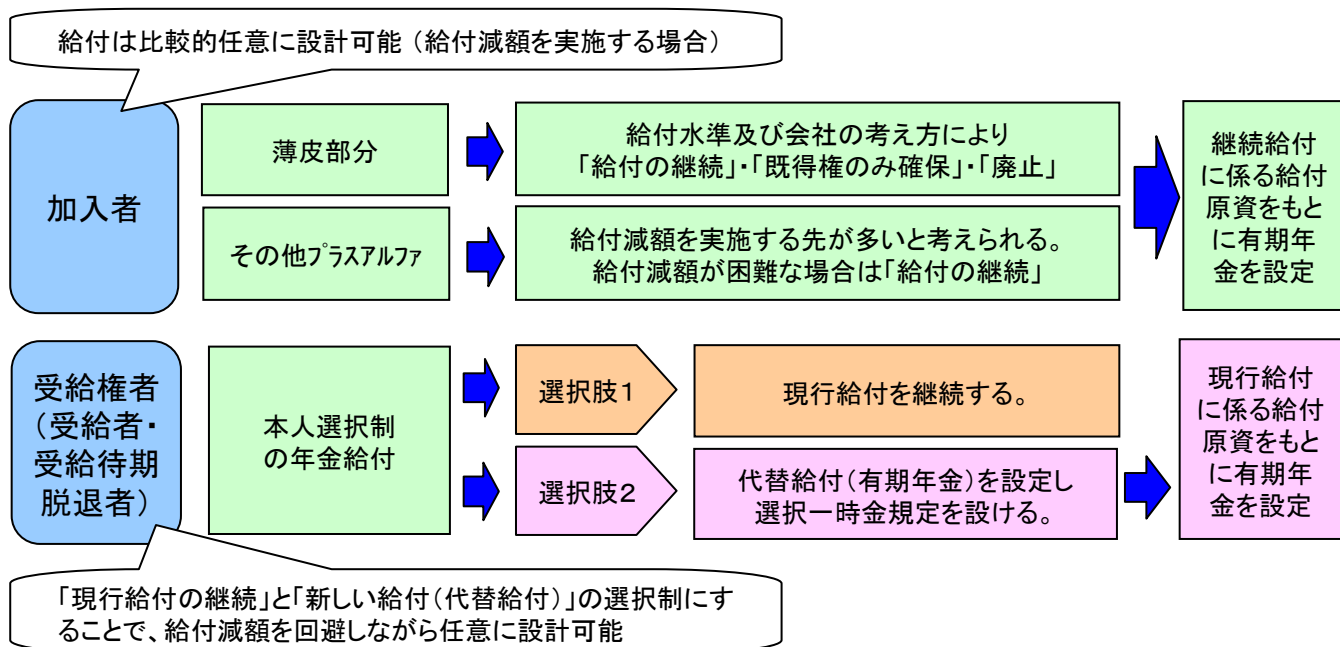 給付は比較的任意に設計可能（給付減額を実施する場合）
加入者
薄皮部分
給付水準及び会社の考え方により
「給付の継続」・「既得権のみ確保」・「廃止」
その他ﾌﾟﾗｽｱﾙﾌｧ
給付減額を実施する先が多いと考えられる。
給付減額が困難な場合は「給付の継続」
継続給付
に係る給付
原資をもと
に有期年
金を設定
受給権者
（受給者・
受給待期
脱退者）
本人選択制
の年金給付
選択肢１
現行給付を継続する。
選択肢２
代替給付（有期年金）を設定し
選択一時金規定を設ける。
現行給付
に係る給付
原資をもと
に有期年
金を設定
「現行給付の継続」と「新しい給付（代替給付）」の選択制にす
ることで、給付減額を回避しながら任意に設計可能